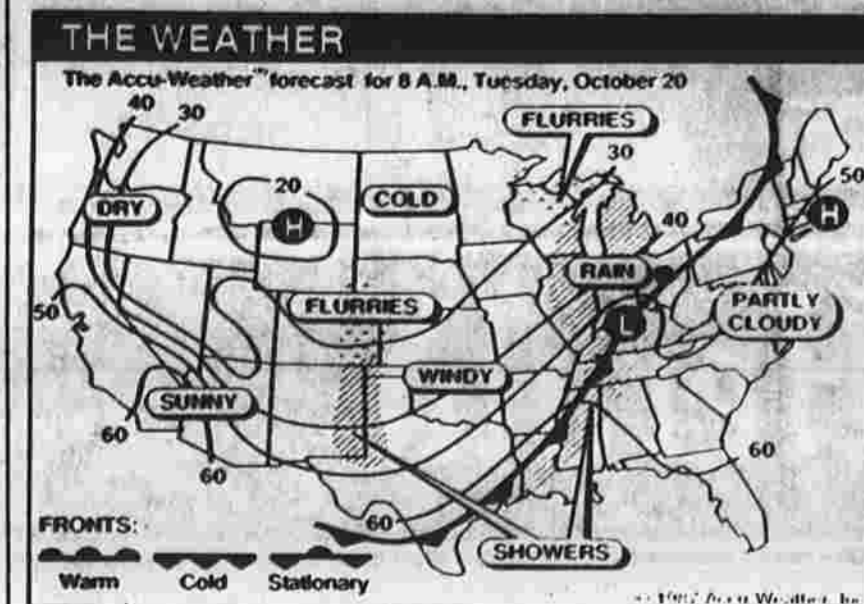 THE WEATHER
The Accu-Weather™ forecast for 8 A.M., Tuesday, October 20
40
30
FLURRIES
30
50
20
COLD
DRY
H
H
40
RAIN
50
FLURRIES
PARTLY
CLOUDY
L
WINDY
SUNNY
60
60
60
60
FRONTS:
SHOWERS
Warm
Cold
Stationary
Weather